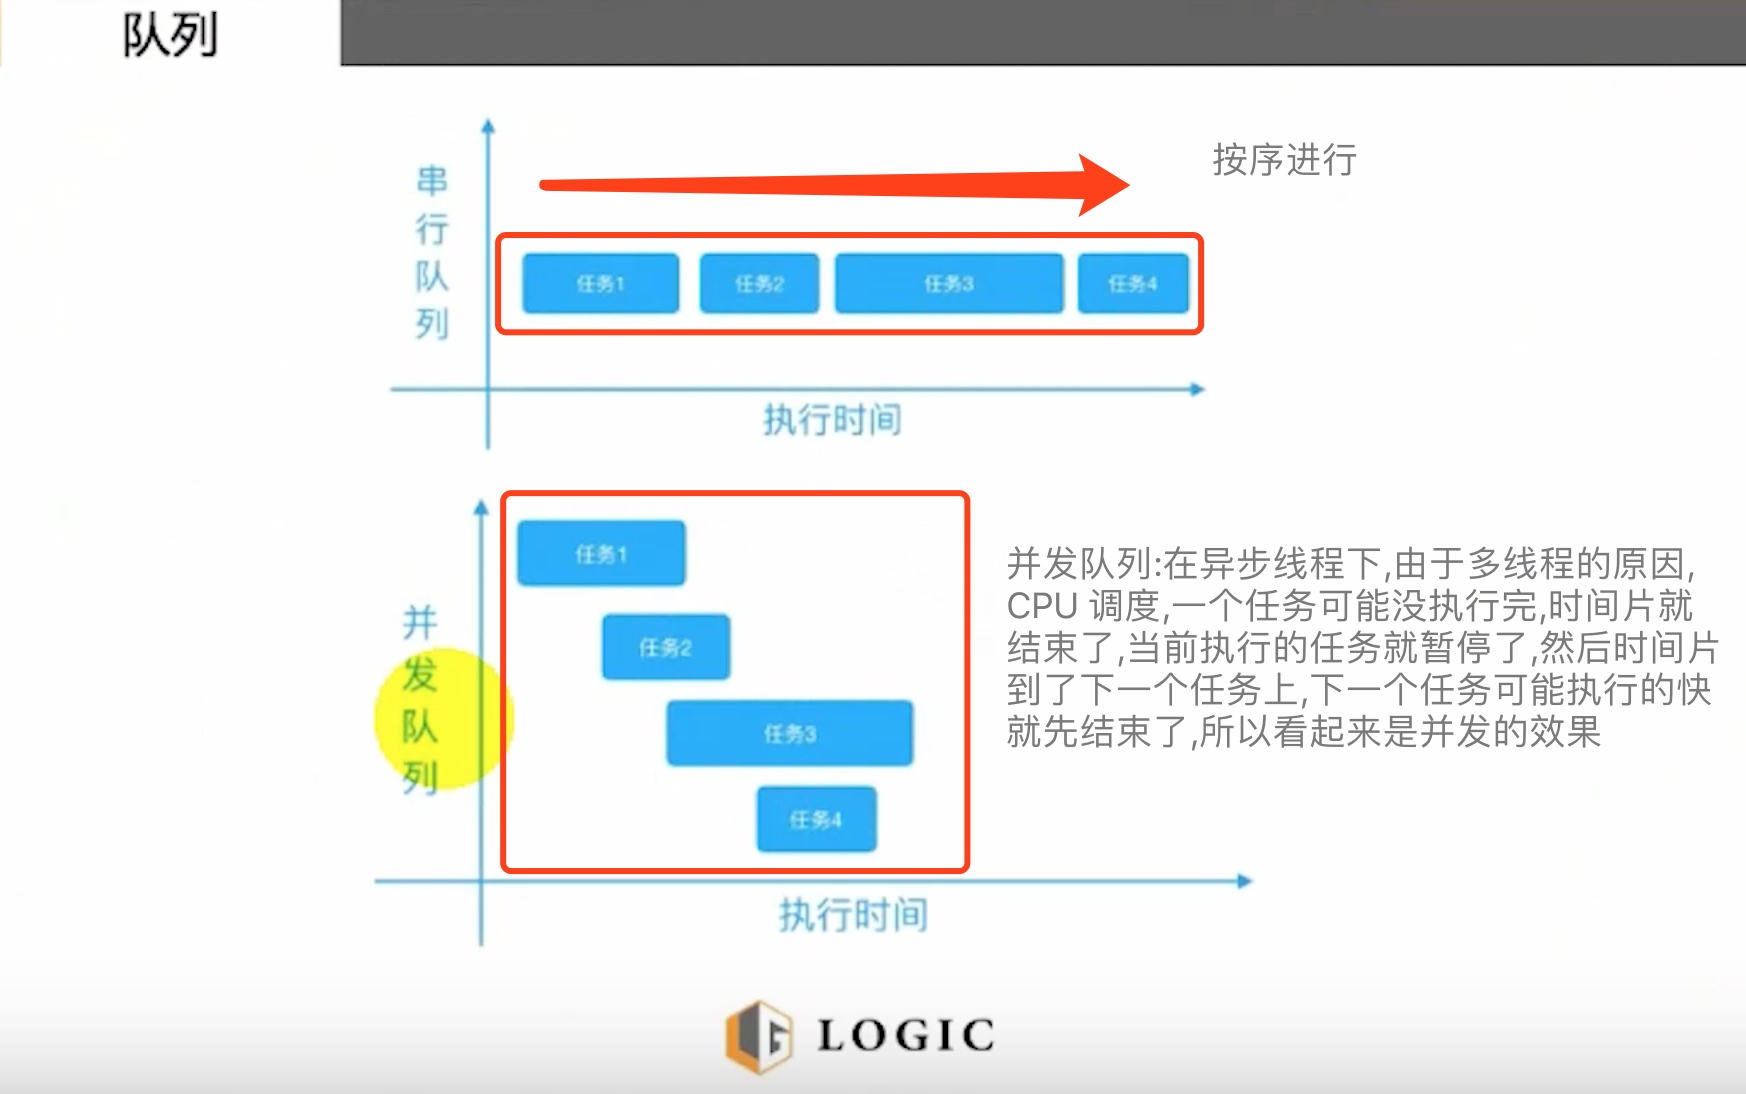 队列
按序进行
串行队列
任务1 任务2 任务3 任务4
执行时间
任务1
任务2
任务3
任务4
并发队列
并发队列:在异步线程下,由于多线程的原因,
CPU 调度,一个任务可能没执行完,时间片就
结束了,当前执行的任务就暂停了,然后时间片
到了下一个任务上,下一个任务可能执行的快
就先结束了,所以看起来是并发的效果
执行时间
LOGIC